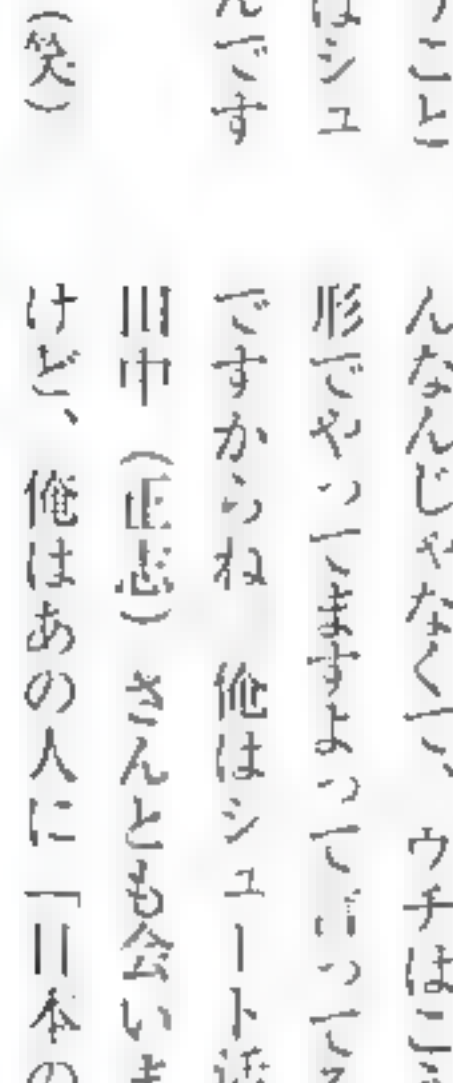 こと
はシュ
んです
(笑)
んなんじゃなくて、ウチはこう
形でやってますよって言ってる
ですからね 俺はシュート活
田中(正志)さんとも会いま
けど、俺はあの人に「日本の